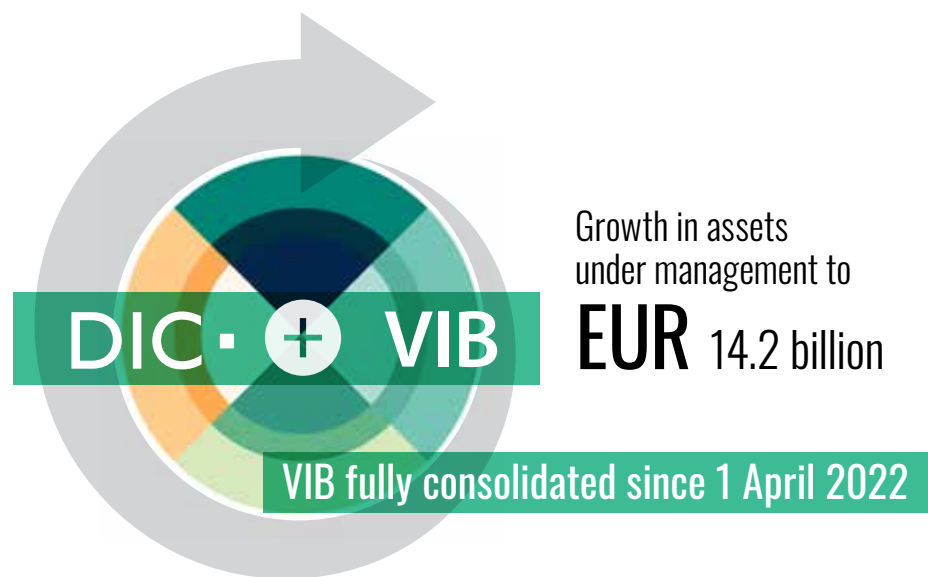 DIC· + VIB
Growth in assets
under management to
EUR 14.2 billion
VIB fully consolidated since 1 April 2022